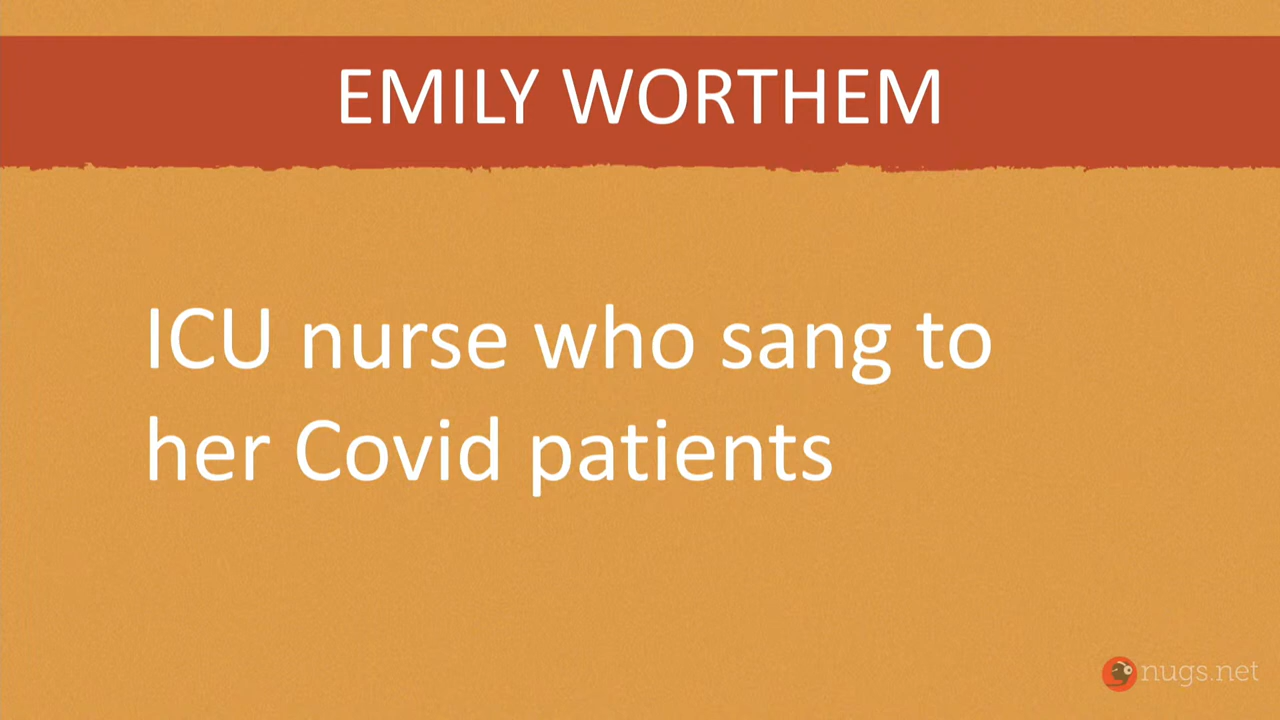 EMILY WORTHEM
ICU nurse who sang to
her Covid patients
nugs.net